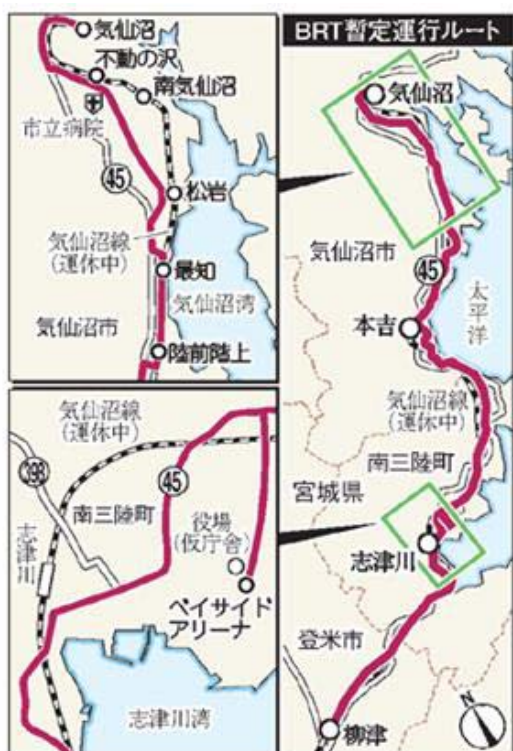 BRT暫定運行ルート
気仙沼
不動の沢
南気仙沼
市立病院
45
松岩
気仙沼線
(運休中)
最知
気仙沼湾
気仙沼市
陸前階上
気仙沼線
(運休中)
398
45
南三陸町
志津川
役場
(仮庁舎)
ベイサイド
アリーナ
志津川湾
気仙沼
気仙沼市
45
太平洋
本吉
気仙沼線
(運休中)
南三陸町
宮城県
志津川
登米市
柳津
N